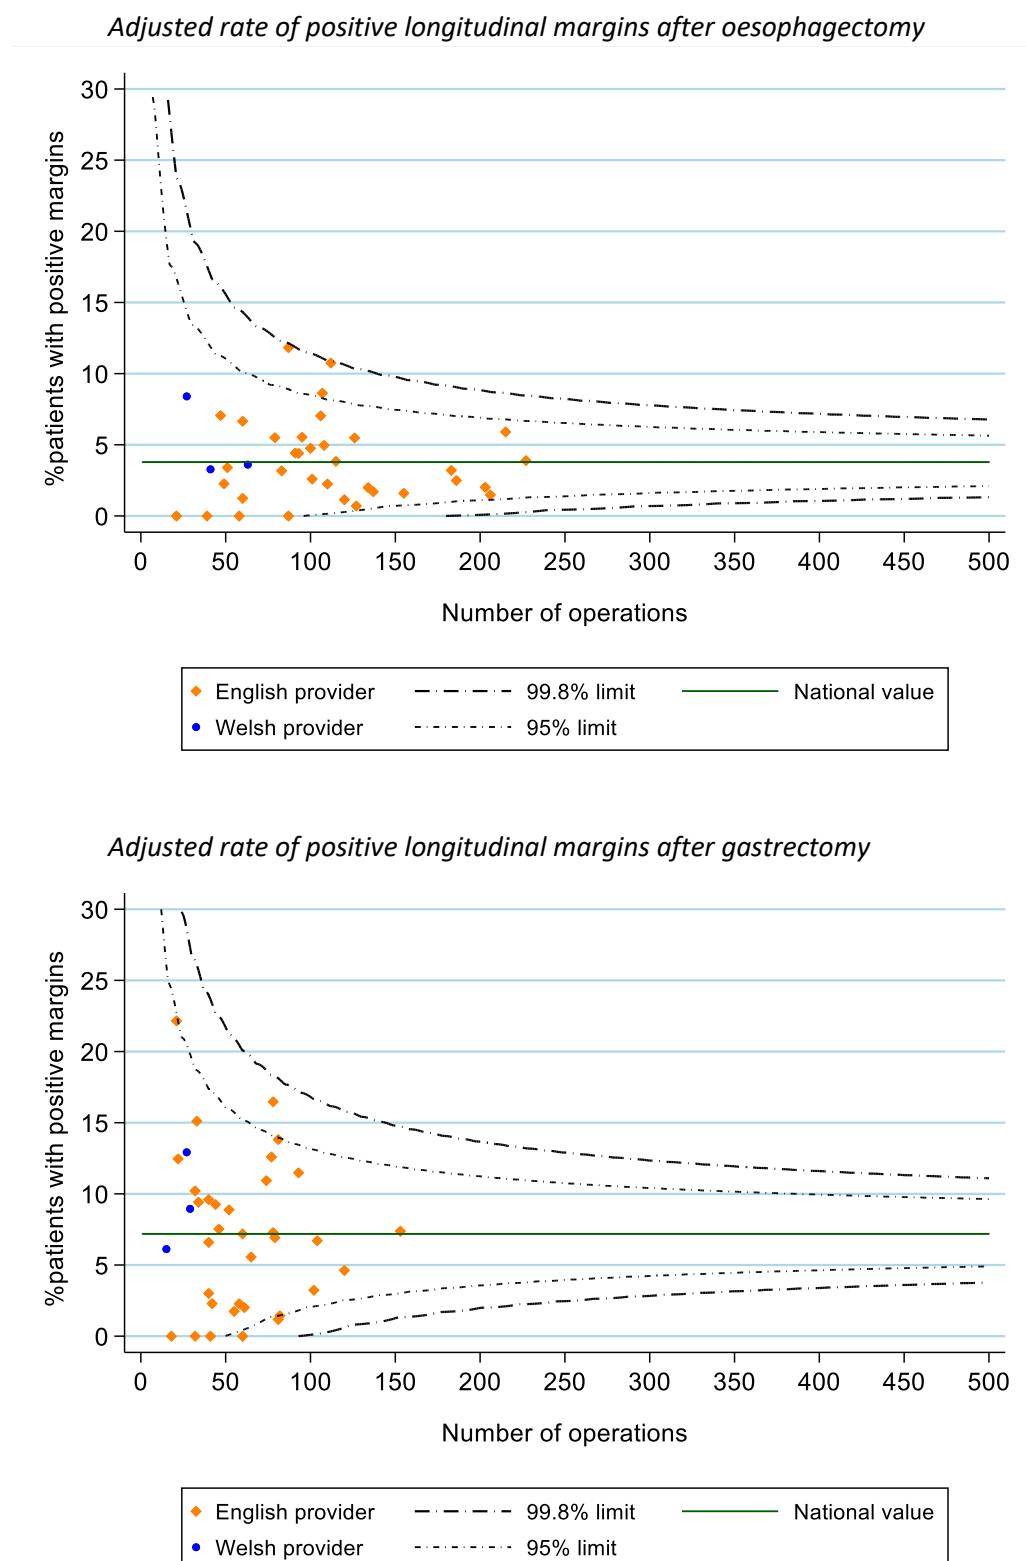 Adjusted rate of positive longitudinal margins after oesophagectomy
%patients with positive margins
30
25
20
15
10
5
0
0 50 100 150 200 250 300 350 400 450 500
Number of operations
English provider 99.8% limit National value
Welsh provider 95% limit
Adjusted rate of positive longitudinal margins after gastrectomy
%patients with positive margins
30
25
20
15
10
5
0
0 50 100 150 200 250 300 350 400 450 500
Number of operations
English provider 99.8% limit National value
Welsh provider 95% limit